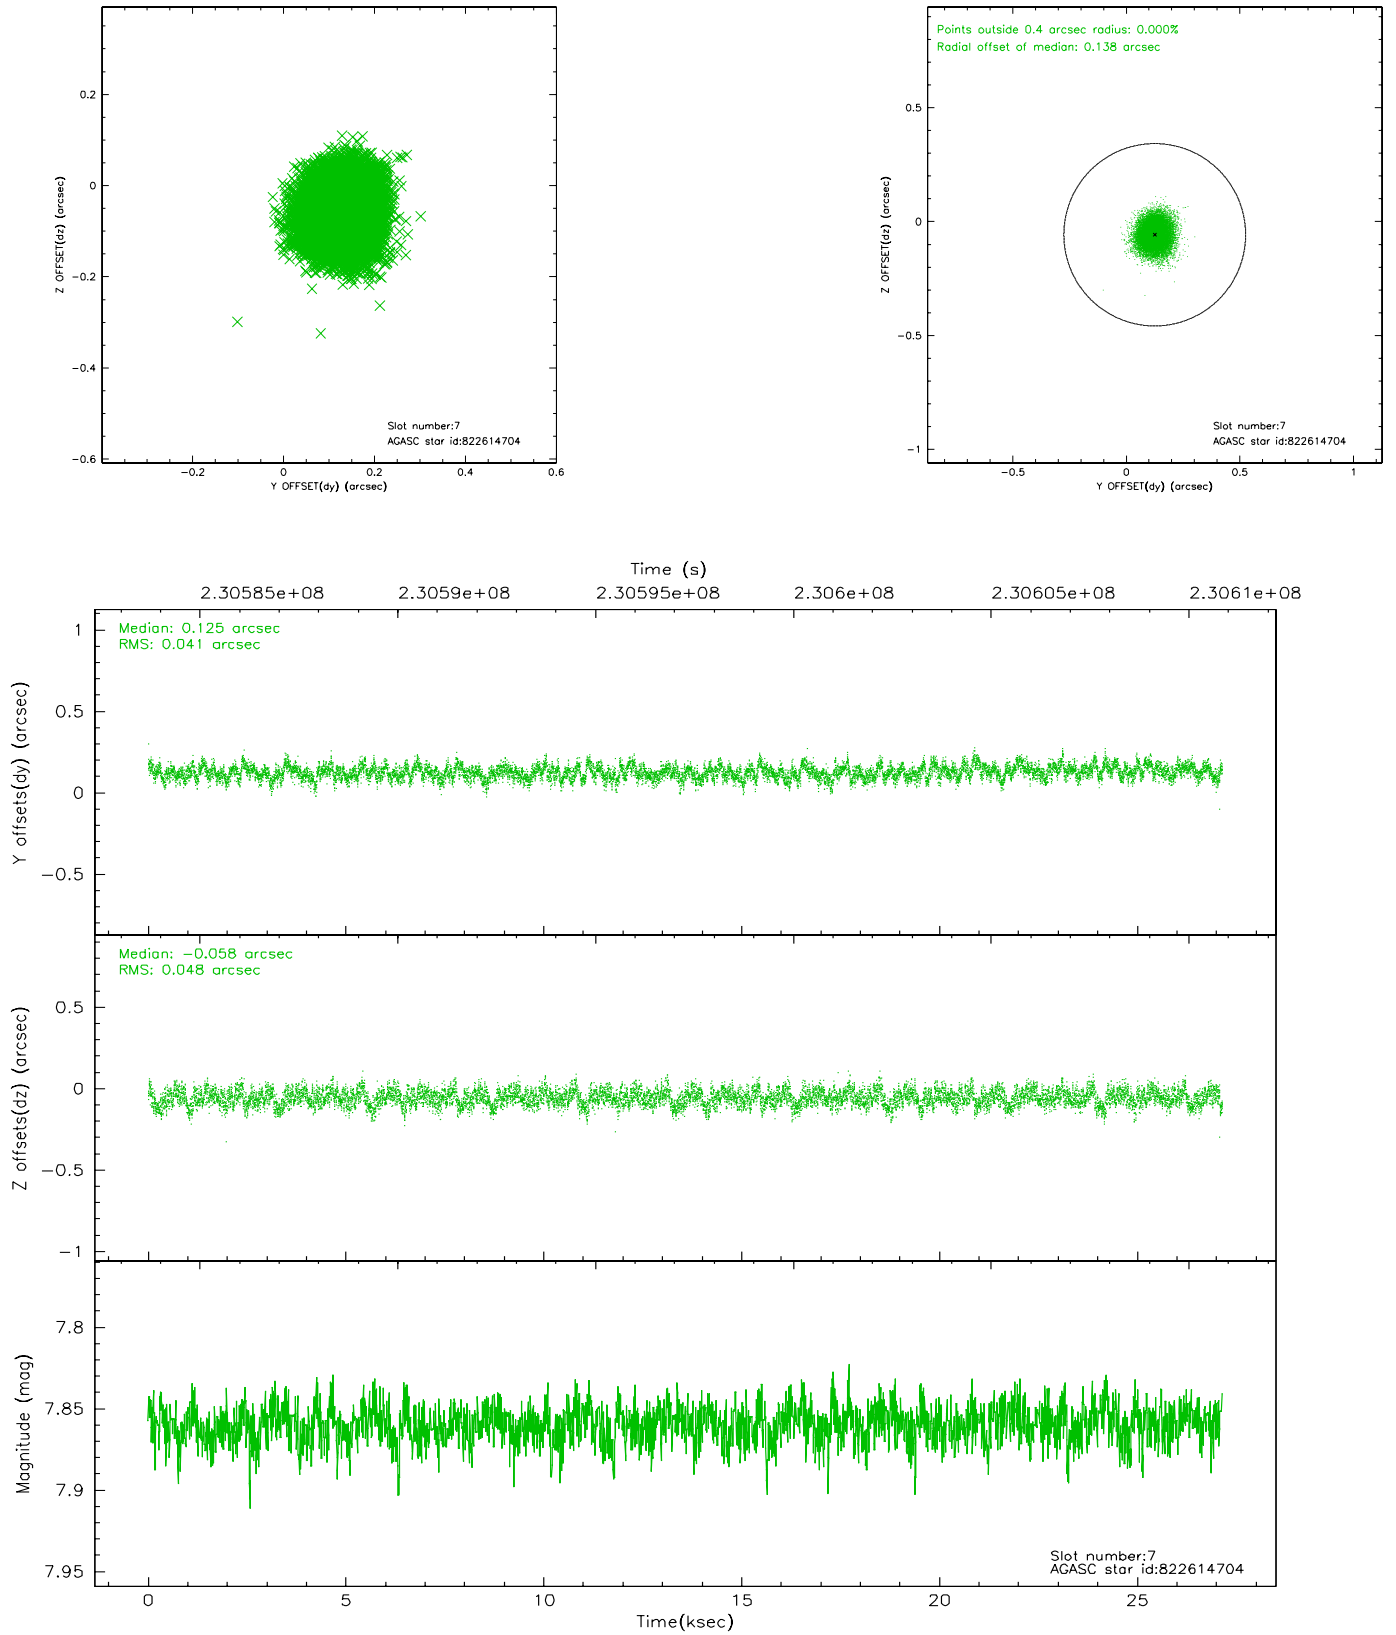 0.2
0
-0.2
-0.4
-0.6
Z OFFSET(dz) (arcsec)
Slot number:7
AGASC star id:822614704
-0.2 0 0.2 0.4 0.6
Y OFFSET(dy) (arcsec)
Points outside 0.4 arcsec radius: 0.000%
Radial offset of median: 0.138 arcsec
0.5
0
-0.5
-1
Z OFFSET(dz) (arcsec)
Slot number:7
AGASC star id:822614704
-0.5 0 0.5 1
Y OFFSET(dy) (arcsec)
Time (s)
2.30585e+08 2.3059e+08 2.30595e+08 2.306e+08 2.30605e+08 2.3061e+08
Median: 0.125 arcsec
RMS: 0.041 arcsec
1
0.5
0
-0.5
Y offsets(dy) (arcsec)
Median: -0.058 arcsec
RMS: 0.048 arcsec
0.5
0
-0.5
-1
Z offsets(dz) (arcsec)
7.8
7.85
7.9
7.95
Magnitude (mag)
Slot number:7
AGASC star id:822614704
0 5 10 15 20 25
Time(ksec)